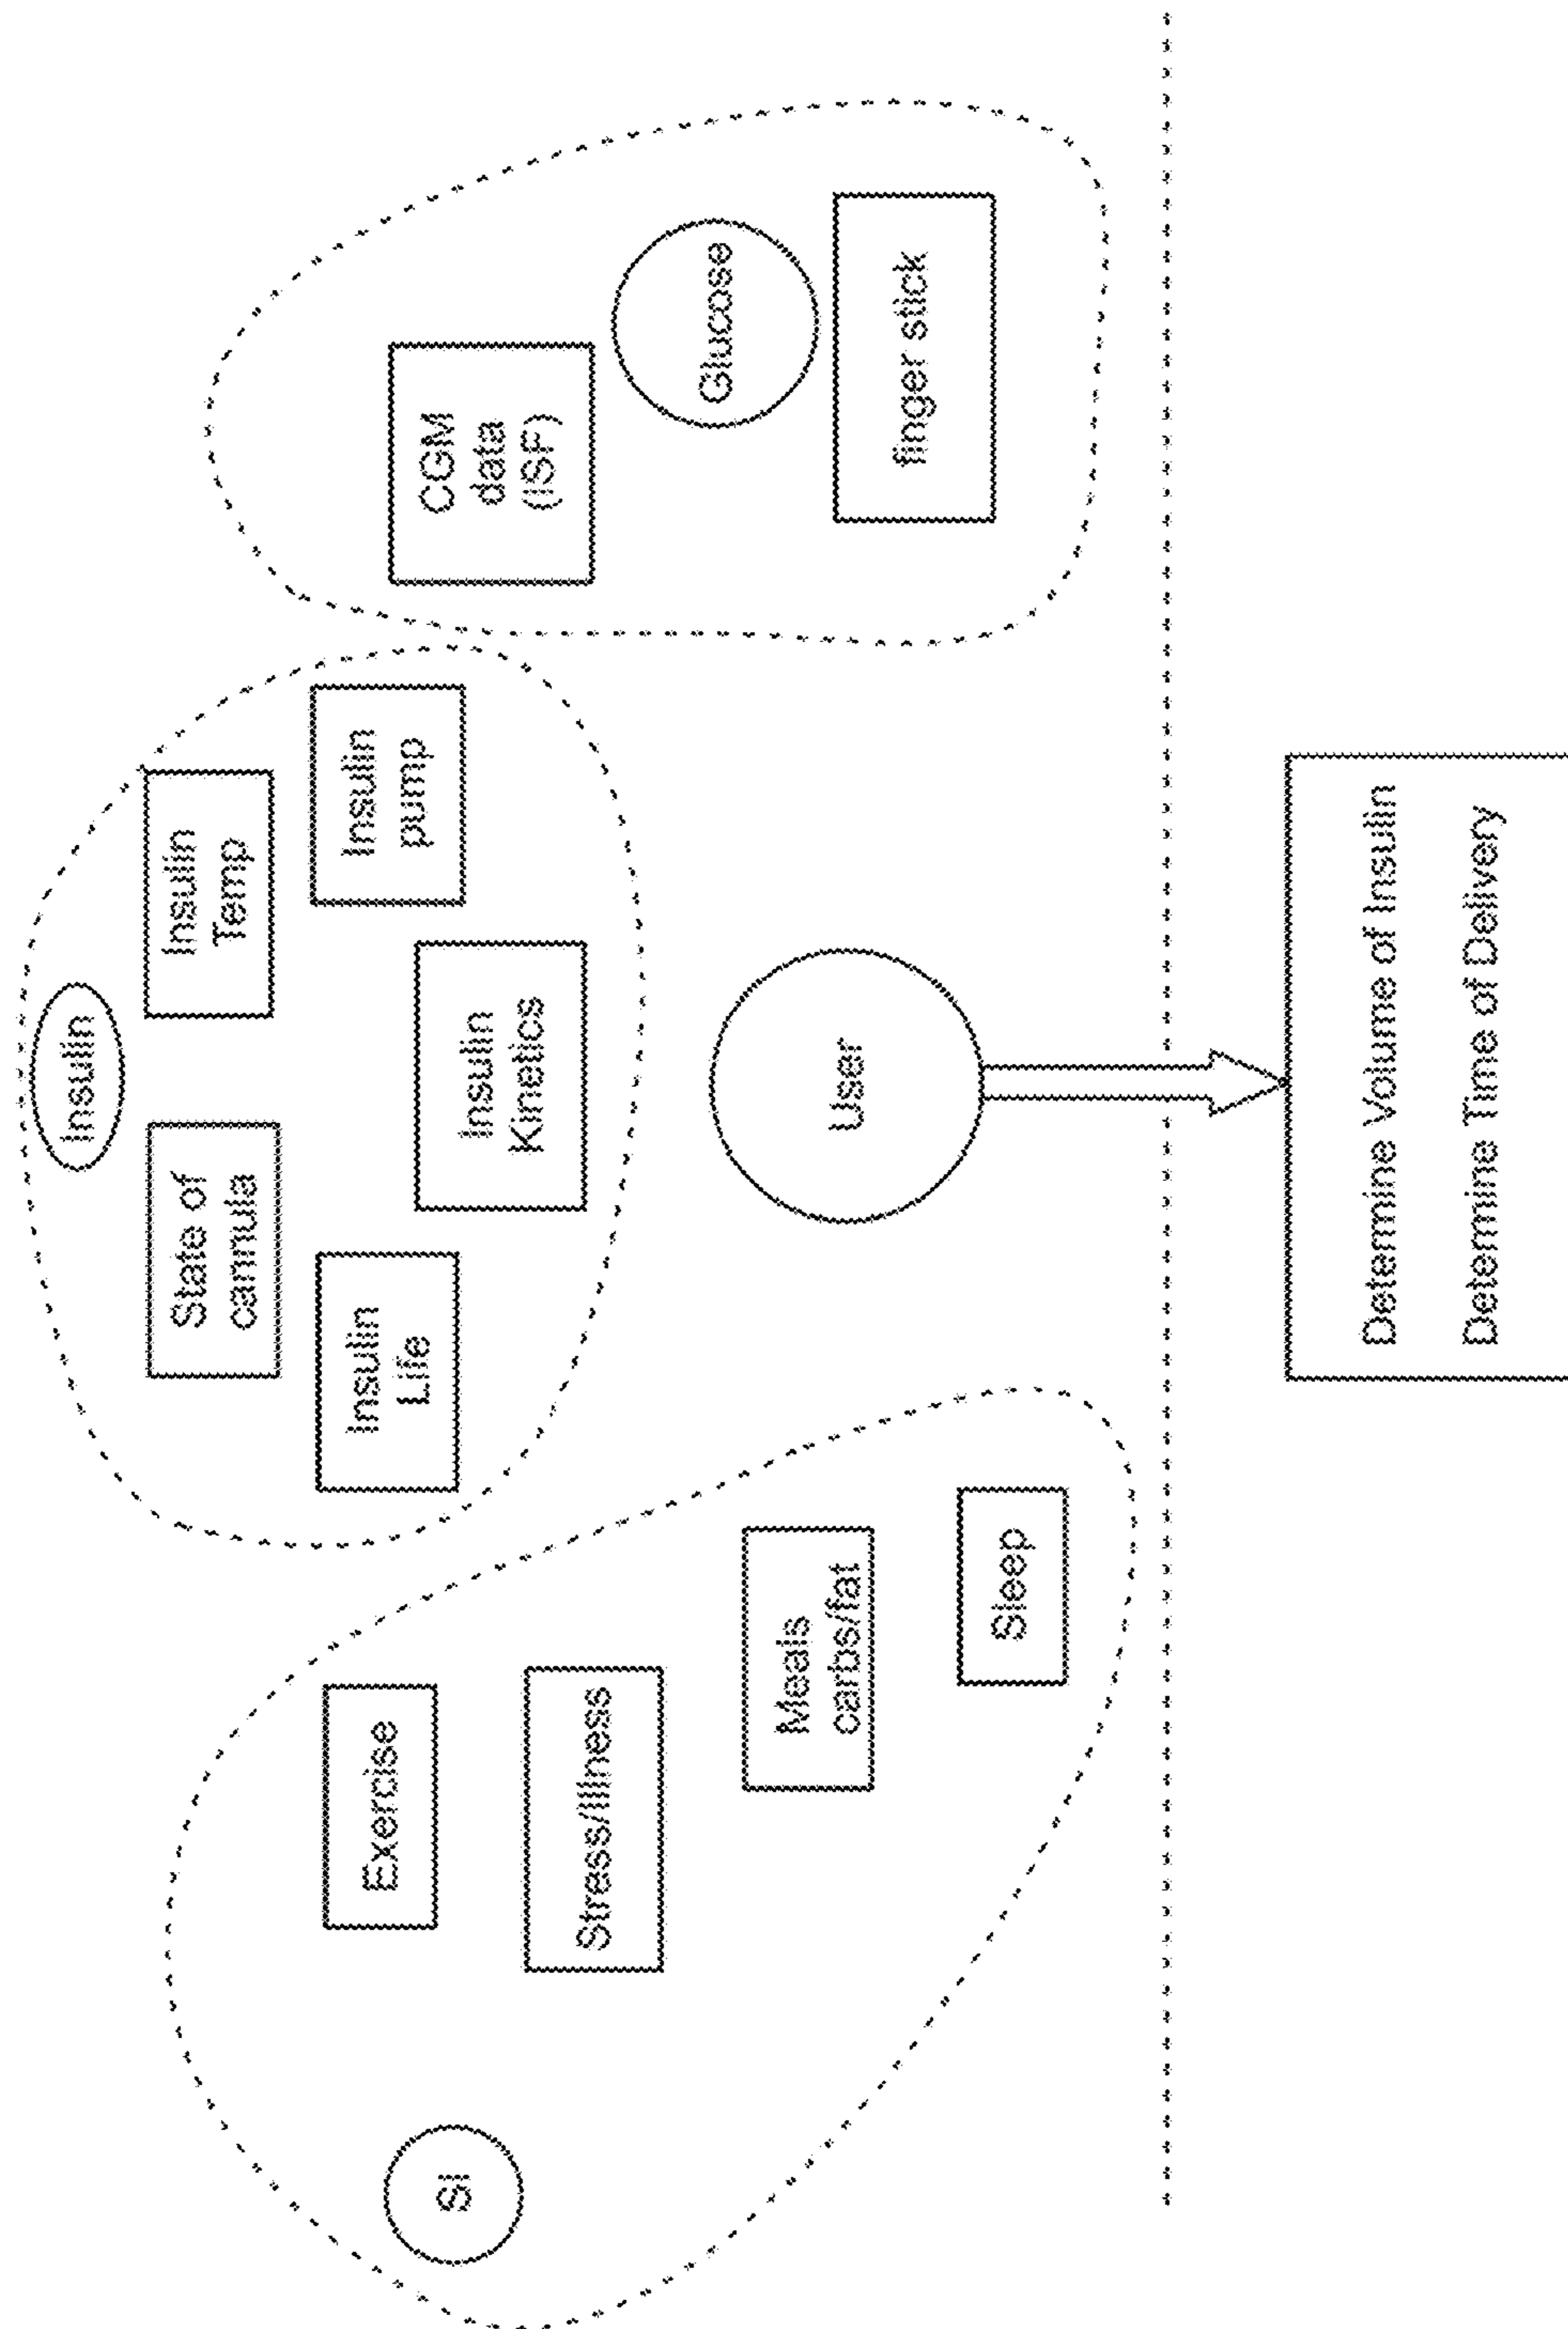 Insulin
State of
cannula
Insulin
Temp
Insulin
Life
Insulin
pump
Insulin
Kinetics
Exercise
SI
Stress/illness
CGM
data
(ISF)
Glucose
Meals
carbs/fat
User
finger stick
Sleep
Determine Volume of Insulin
Determine Time of Delivery